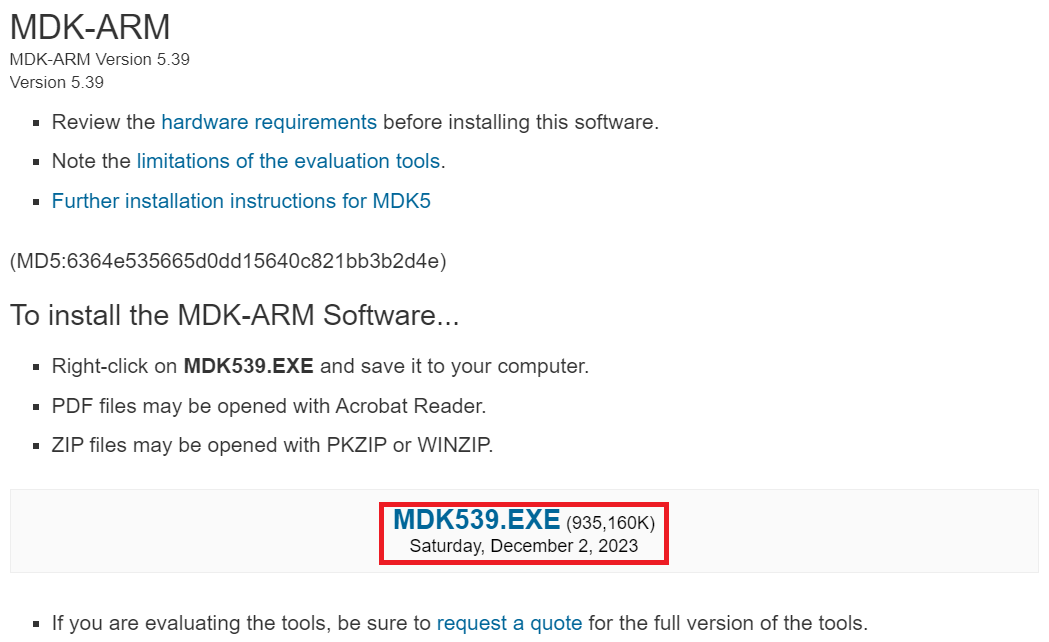 MDK-ARM
MDK-ARM Version 5.39
Version 5.39
Review the hardware requirements before installing this software.
Note the limitations of the evaluation tools.
Further installation instructions for MDK5
(MD5:6364e535665d0dd15640c821bb3b2d4e)
To install the MDK-ARM Software...
Right-click on MDK539.EXE and save it to your computer.
PDF files may be opened with Acrobat Reader.
ZIP files may be opened with PKZIP or WINZIP.
MDK539.EXE (935,160K)
Saturday, December 2, 2023
If you are evaluating the tools, be sure to request a quote for the full version of the tools.